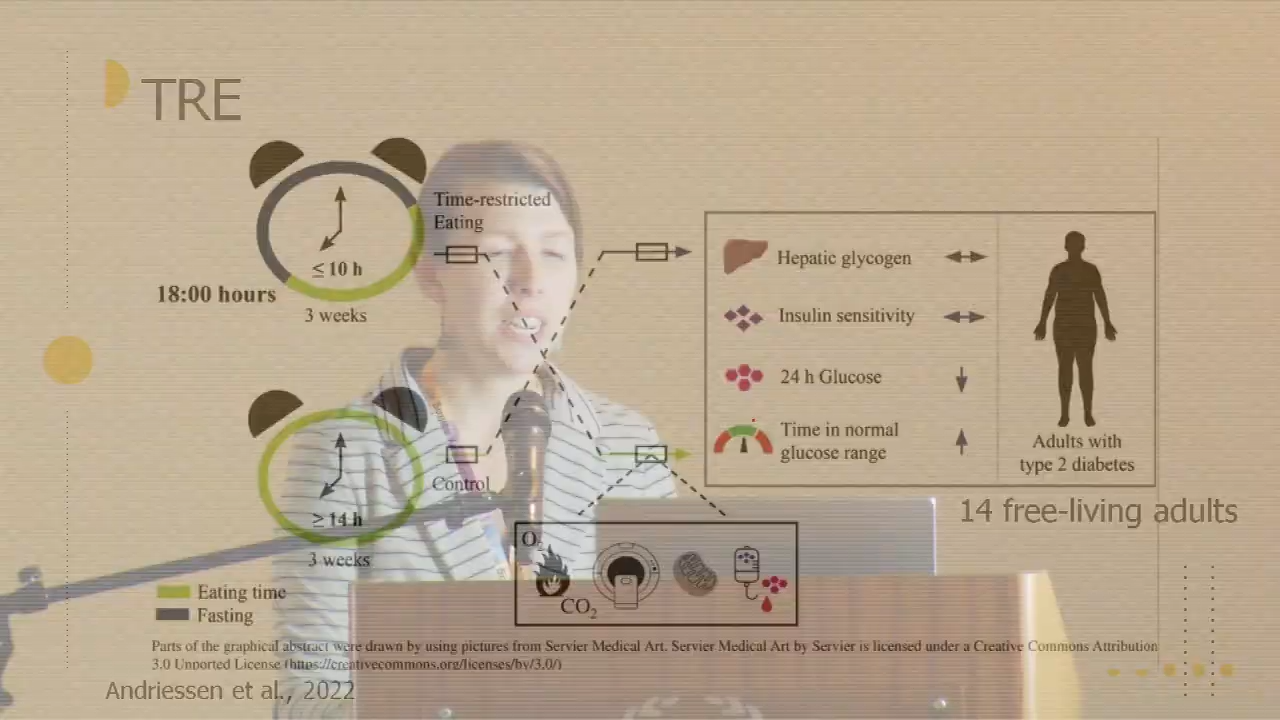 TRE
Time-restricted
Eating
≤ 10 h
18:00 hours
3 weeks
Hepatic glycogen
Insulin sensitivity
24 h Glucose
Time in normal
glucose range
Adults with
type 2 diabetes
Control
≥ 14 h
3 weeks
14 free-living adults
O₂
CO₂
Eating time
Fasting
Parts of the graphical abstract were drawn by using pictures from Servier Medical Art. Servier Medical Art by Servier is licensed under a Creative Commons Attribution
3.0 Unported License (https://creativecommons.org/licenses/by/3.0/)
Andriessen et al., 2022